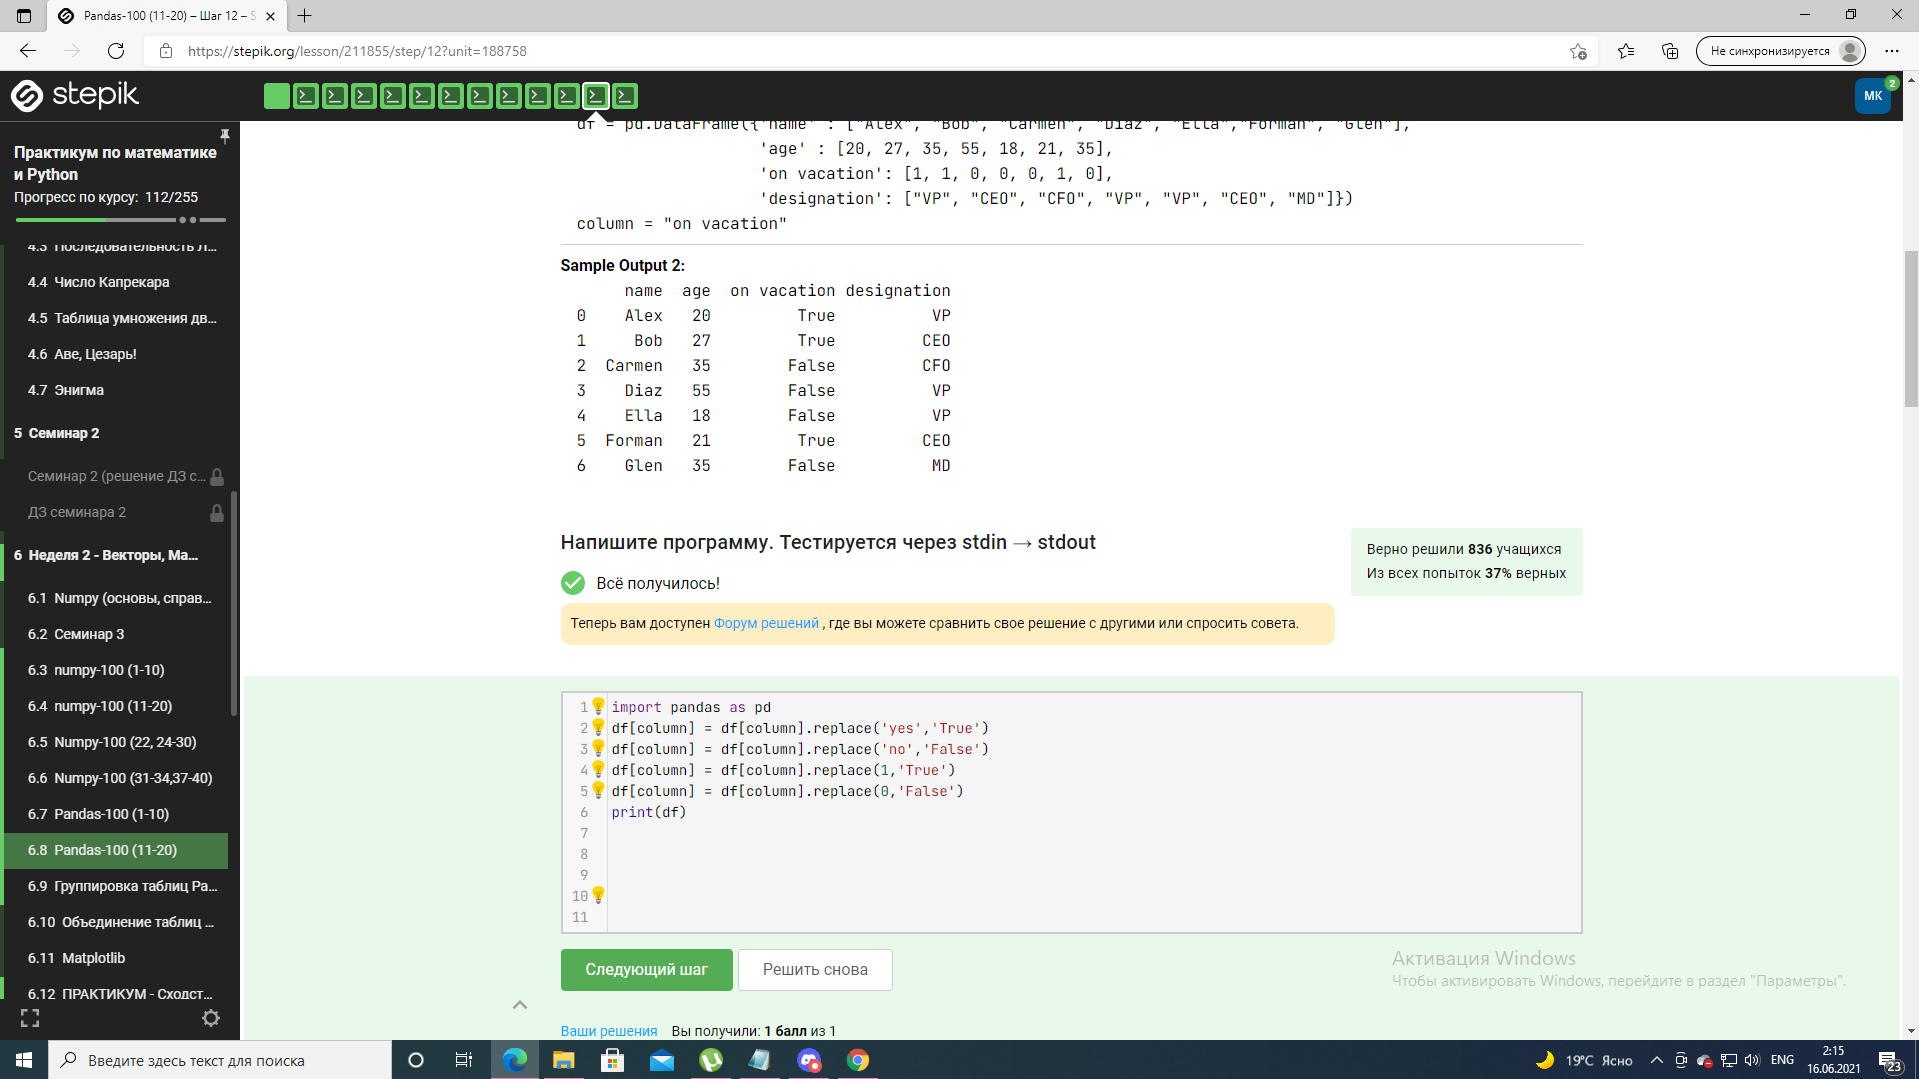 Pandas-100 (11-20) – Шаг 12 – S
https://stepik.org/lesson/211855/step/12?unit=188758
Не синхронизируется
stepik
МК
2
Практикум по математике
и Python
Прогресс по курсу: 112/255
4.3 Последовательность Л...
4.4 Число Капрекара
4.5 Таблица умножения дв...
4.6 Аве, Цезарь!
4.7 Энигма
5 Семинар 2
Семинар 2 (решение ДЗ с...
ДЗ семинара 2
6 Неделя 2 - Векторы, Ма...
6.1 Numpy (основы, справ...
6.2 Семинар 3
6.3 numpy-100 (1-10)
6.4 numpy-100 (11-20)
6.5 Numpy-100 (22, 24-30)
6.6 Numpy-100 (31-34,37-40)
6.7 Pandas-100 (1-10)
6.8 Pandas-100 (11-20)
6.9 Группировка таблиц Pa...
6.10 Объединение таблиц ...
6.11 Matplotlib
6.12 ПРАКТИКУМ - Сходст...
df = pd.DataFrame({'name' : ["Alex", "Bob", "Carmen", "Diaz", "Ella","Forman", "Glen"],
'age' : [20, 27, 35, 55, 18, 21, 35],
'on vacation': [1, 1, 0, 0, 0, 1, 0],
'designation': ["VP", "CEO", "CFO", "VP", "VP", "CEO", "MD"]})
column = "on vacation"
Sample Output 2:
name age on vacation designation
0 Alex 20 True VP
1 Bob 27 True CEO
2 Carmen 35 False CFO
3 Diaz 55 False VP
4 Ella 18 False VP
5 Forman 21 True CEO
6 Glen 35 False MD
Напишите программу. Тестируется через stdin → stdout
Верно решили 836 учащихся
Из всех попыток 37% верных
Всё получилось!
Теперь вам доступен Форум решений , где вы можете сравнить свое решение с другими или спросить совета.
1 import pandas as pd
2 df[column] = df[column].replace('yes','True')
3 df[column] = df[column].replace('no','False')
4 df[column] = df[column].replace(1,'True')
5 df[column] = df[column].replace(0,'False')
6 print(df)
7
8
9
10
11
Следующий шаг
Решить снова
Активация Windows
Чтобы активировать Windows, перейдите в раздел "Параметры".
Ваши решения Вы получили: 1 балл из 1
Введите здесь текст для поиска
19°C Ясно
ENG
2:15
16.06.2021
23